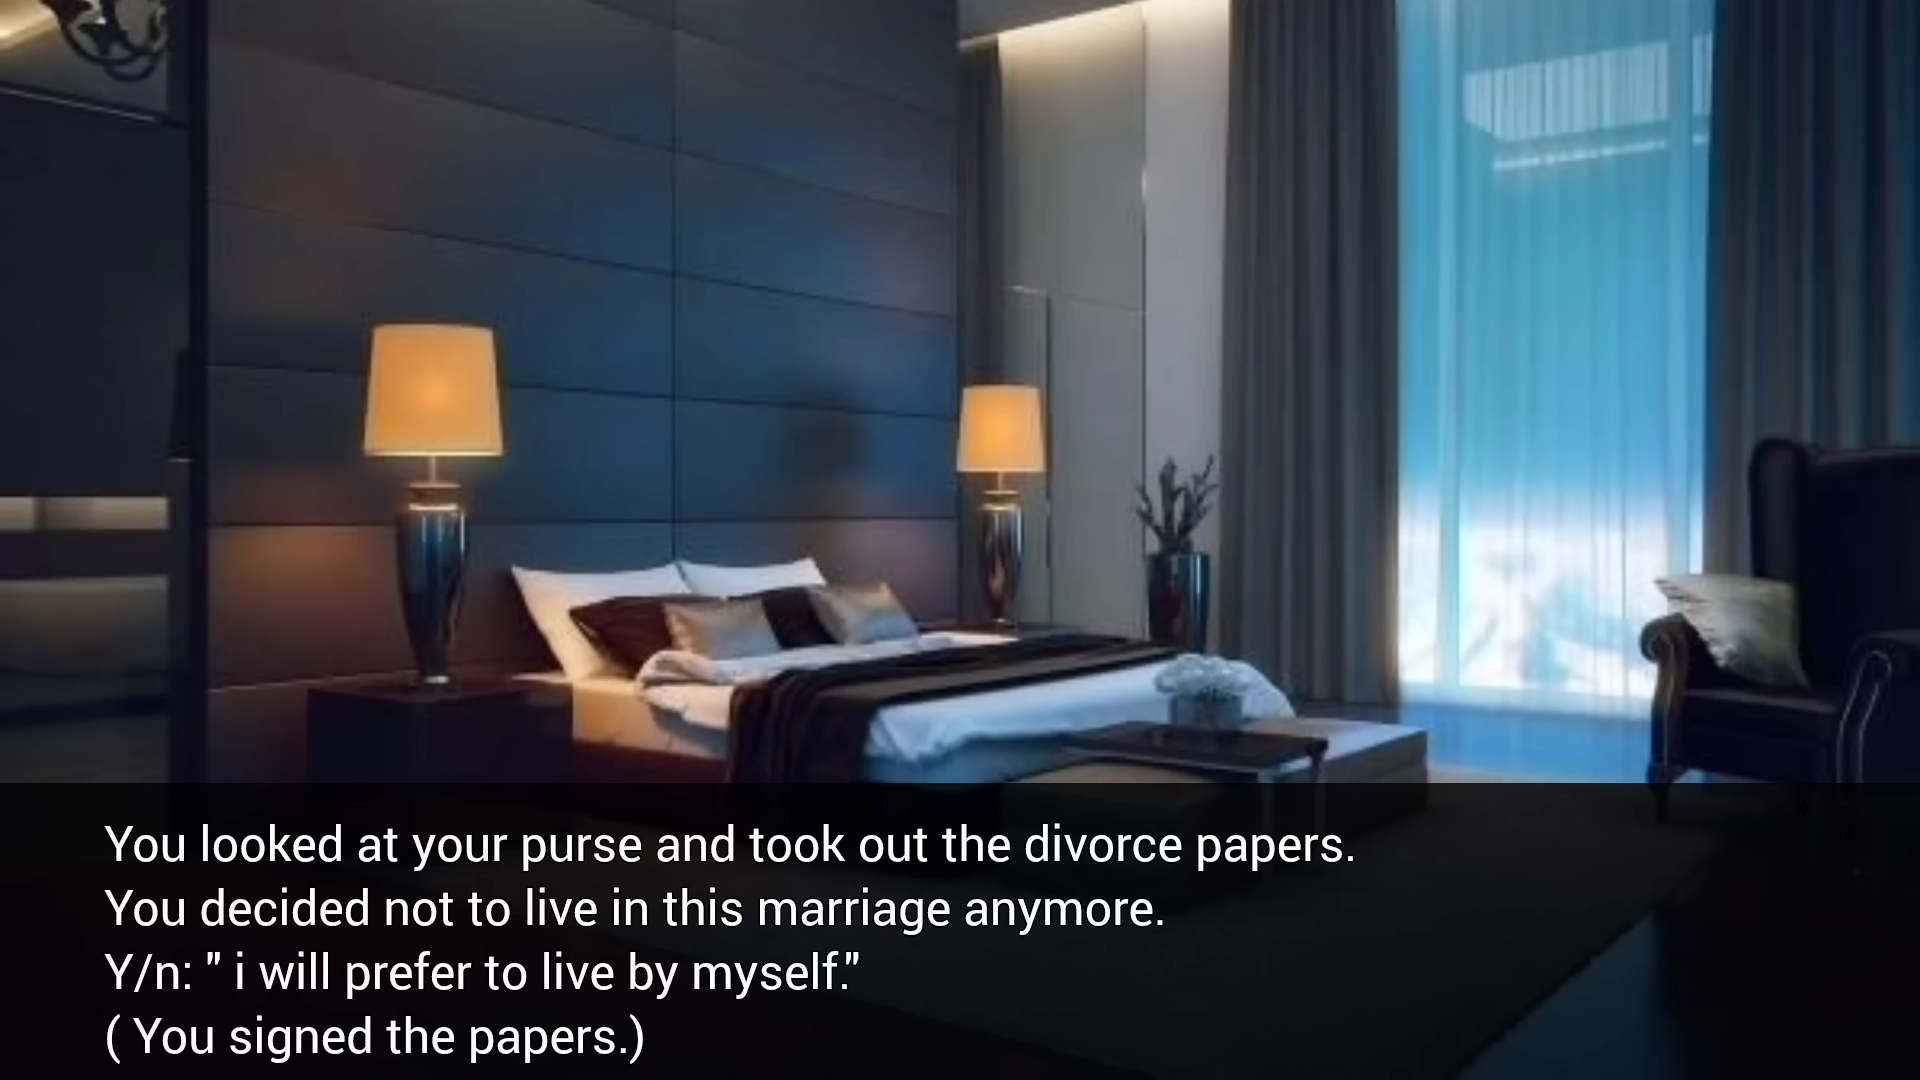 You looked at your purse and took out the divorce papers.
You decided not to live in this marriage anymore.
Y/n: " i will prefer to live by myself."
( You signed the papers.)